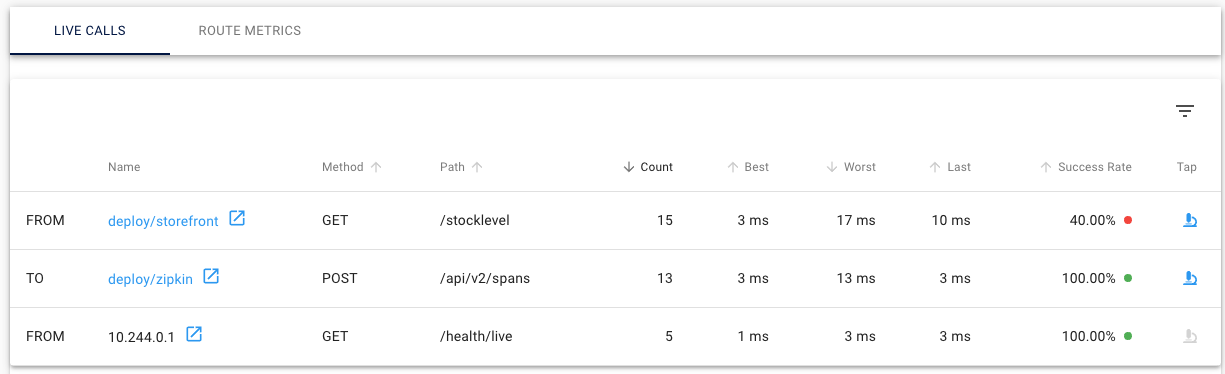 LIVE CALLS ROUTE METRICS
Name Method Path Count Best Worst Last Success Rate Tap
FROM deploy/storefront GET /stocklevel 15 3 ms 17 ms 10 ms 40.00%
TO deploy/zipkin POST /api/v2/spans 13 3 ms 13 ms 3 ms 100.00%
FROM 10.244.0.1 GET /health/live 5 1 ms 3 ms 3 ms 100.00%